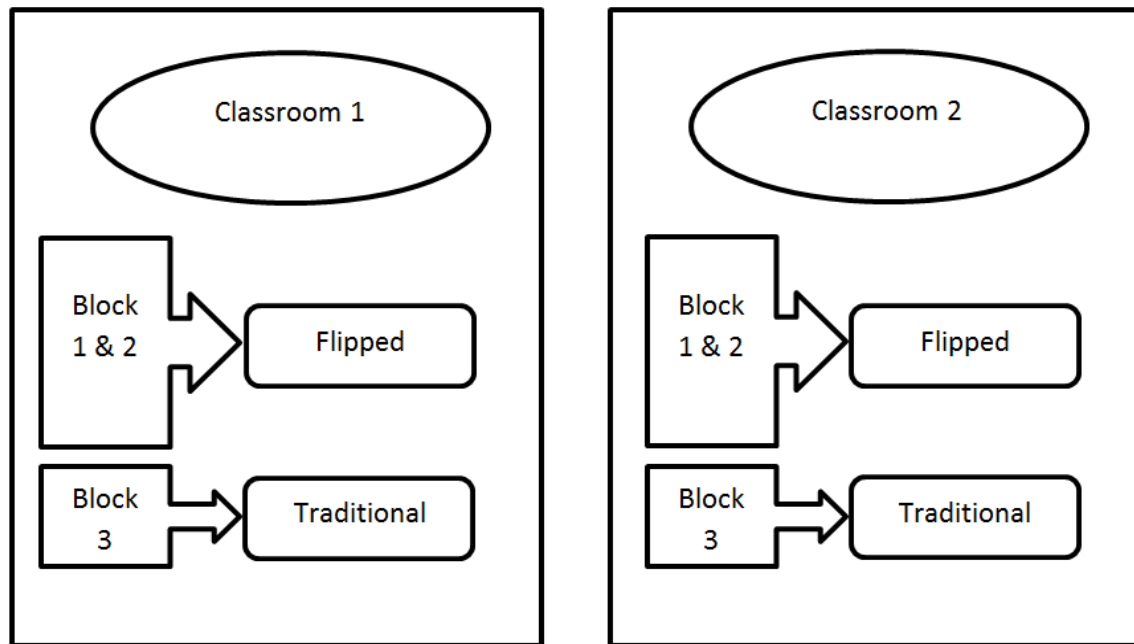 Classroom 1
Block
1 & 2
Flipped
Block
3
Traditional
Classroom 2
Block
1 & 2
Flipped
Block
3
Traditional